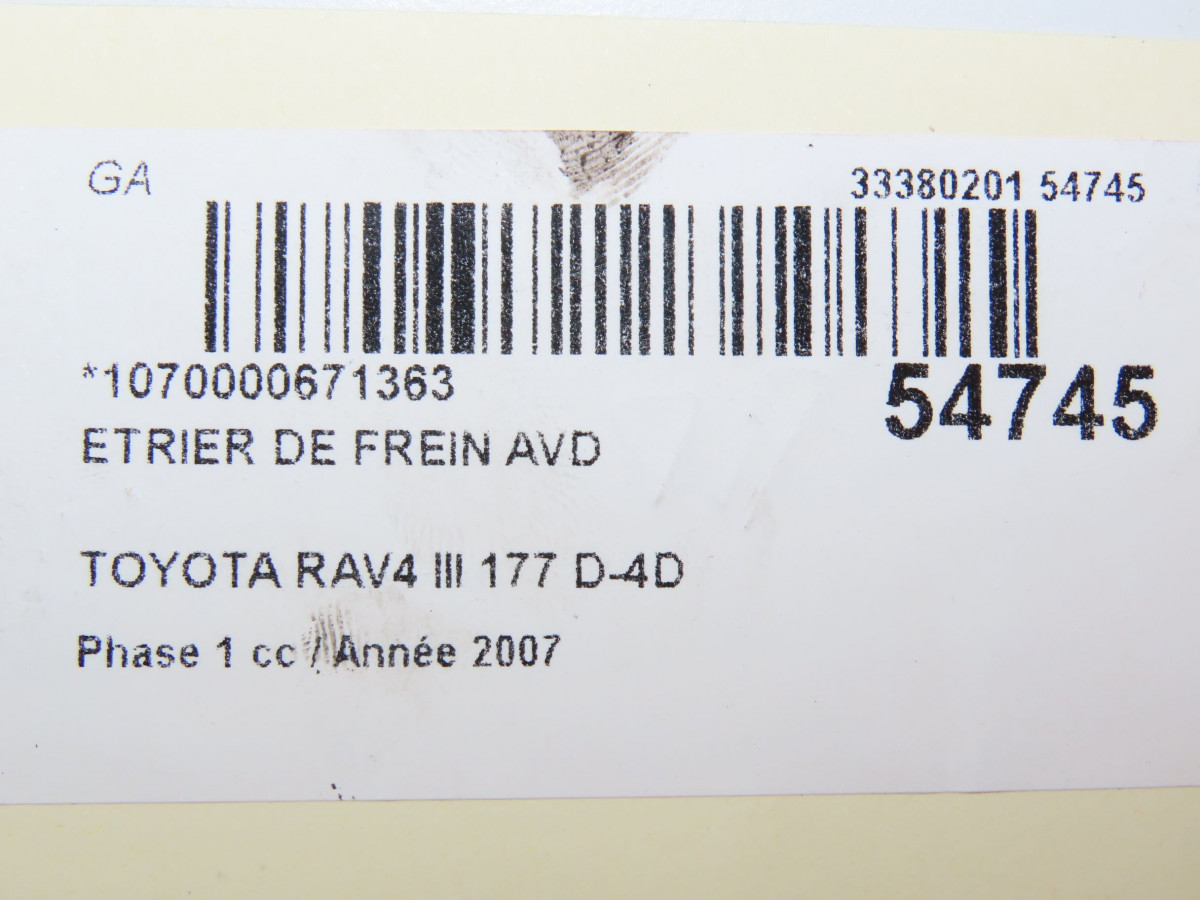 GA
33380201 54745
*1070000671363
54745
ETRIER DE FREIN AVD
TOYOTA RAV4 III 177 D-4D
Phase 1 cc / Année 2007